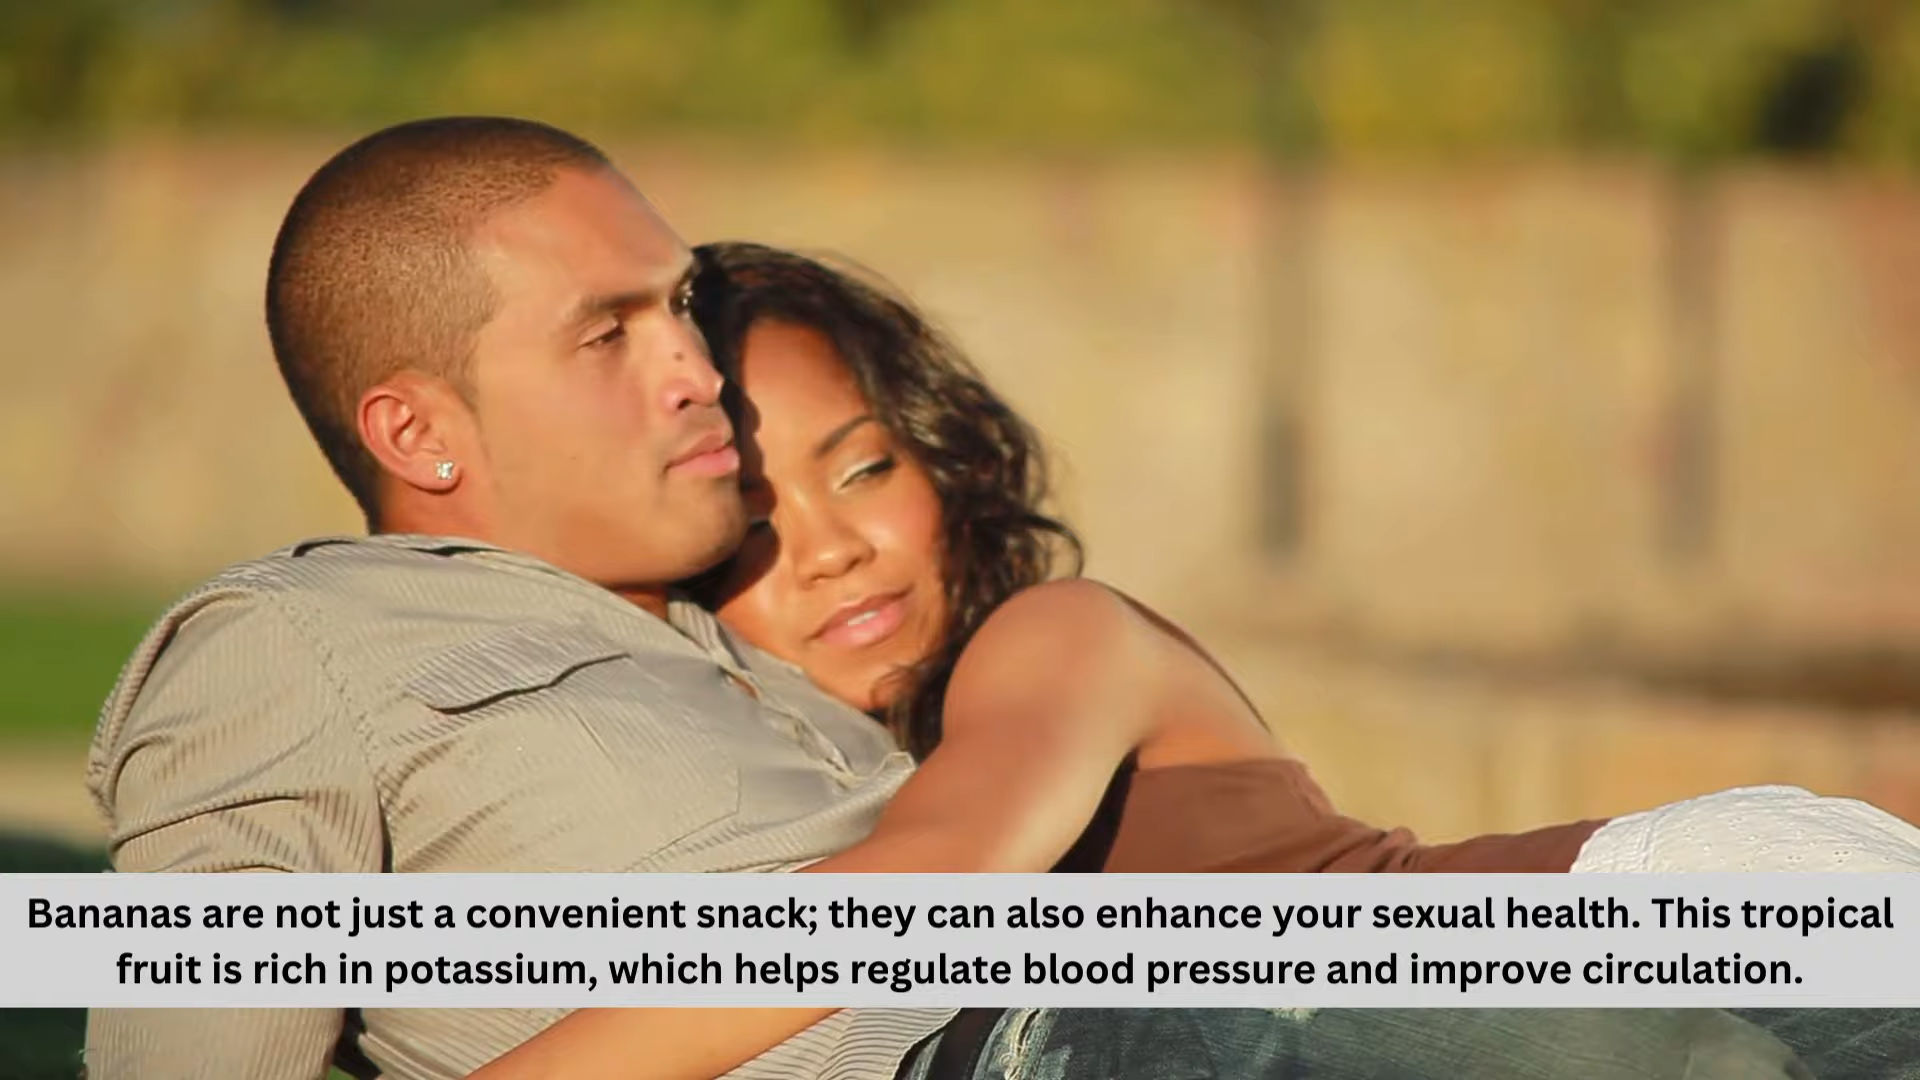 Bananas are not just a convenient snack; they can also enhance your sexual health. This tropical
fruit is rich in potassium, which helps regulate blood pressure and improve circulation.